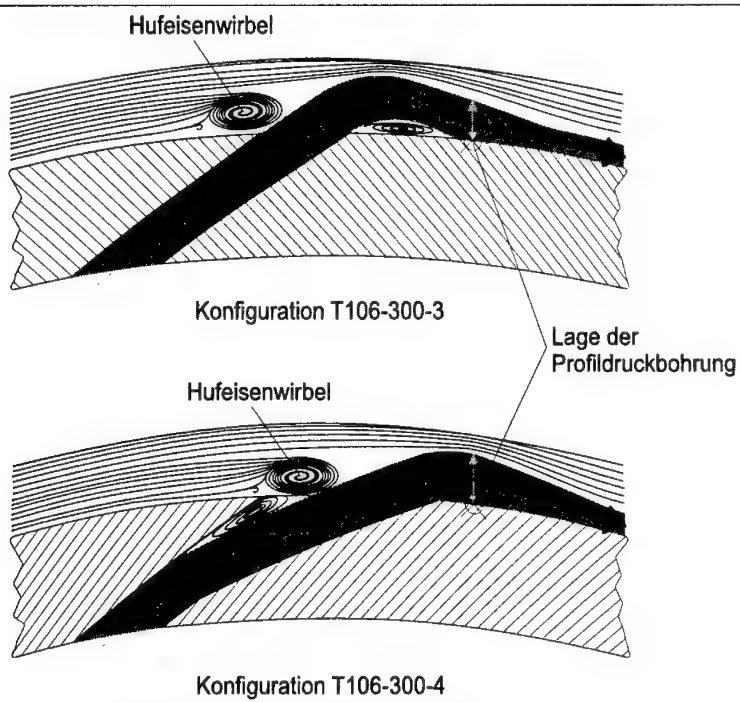 Hufeisenwirbel
Konfiguration T106-300-3
Lage der
Profildruckbohrung
Hufeisenwirbel
Konfiguration T106-300-4